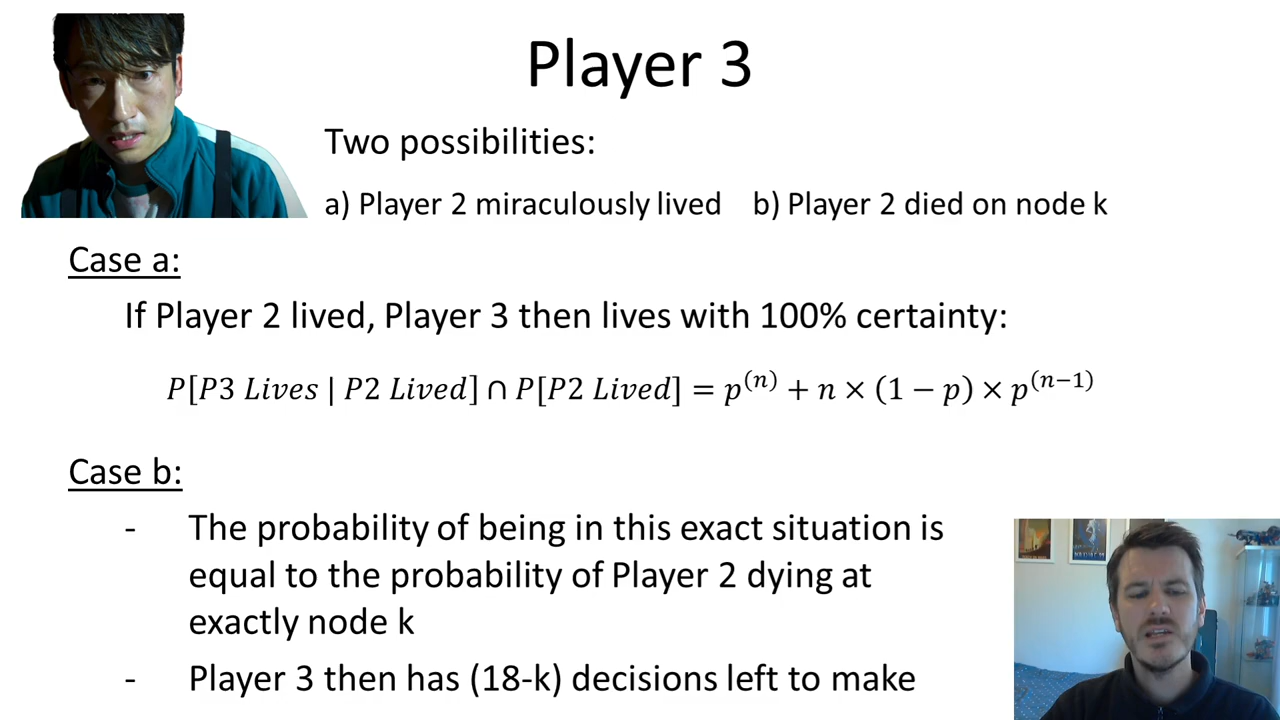 Player 3
Two possibilities:
a) Player 2 miraculously lived b) Player 2 died on node k
Case a:
If Player 2 lived, Player 3 then lives with 100% certainty:
P[P3 Lives | P2 Lived] ∩ P[P2 Lived] = p^(n) + n × (1 − p) × p^(n−1)
Case b:
- The probability of being in this exact situation is
equal to the probability of Player 2 dying at
exactly node k
- Player 3 then has (18-k) decisions left to make